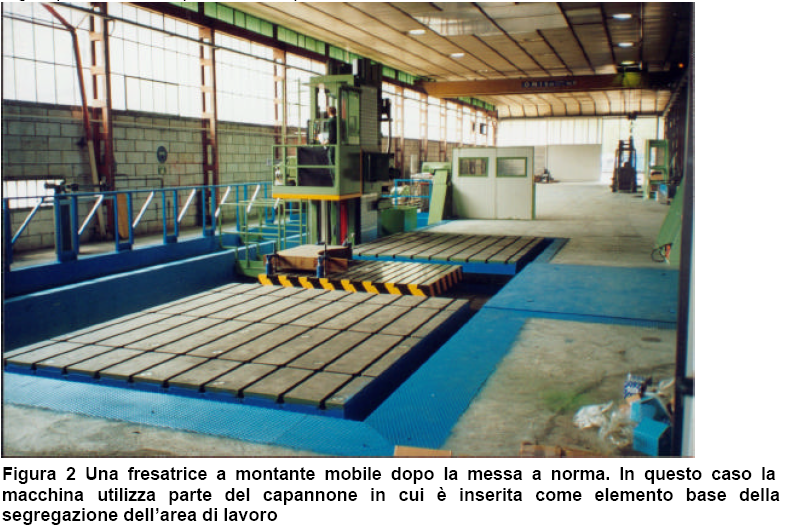 Figura 2 Una fresatrice a montante mobile dopo la messa a norma. In questo caso la
macchina utilizza parte del capannone in cui è inserita come elemento base della
segregazione dell'area di lavoro